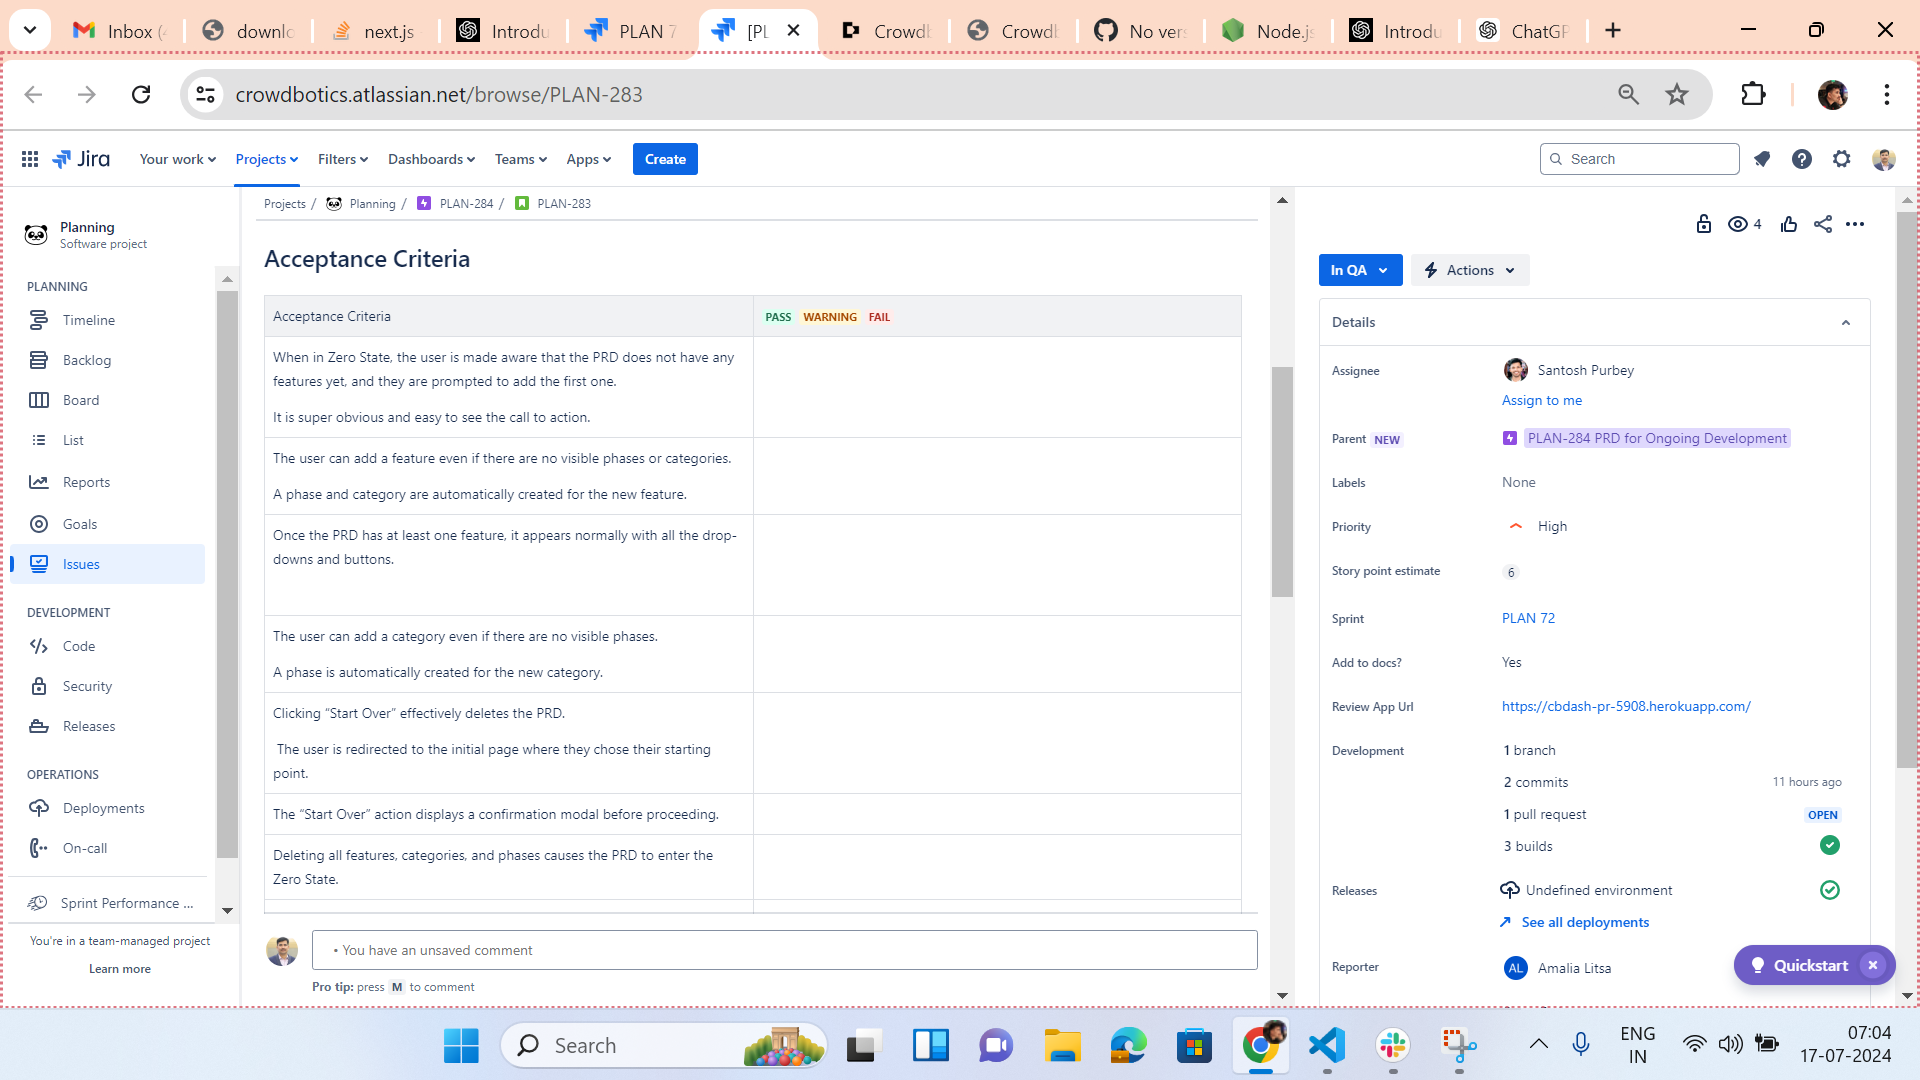 Inbox (4
downlo
next.js
Introdu
PLAN 7
[PL
Crowdb
Crowdb
No vers
Node.js
Introdu
ChatGP
crowdbotics.atlassian.net/browse/PLAN-283
Jira
Your work
Projects
Filters
Dashboards
Teams
Apps
Create
Search
Planning
Software project
PLANNING
Timeline
Backlog
Board
List
Reports
Goals
Issues
DEVELOPMENT
Code
Security
Releases
OPERATIONS
Deployments
On-call
Sprint Performance ...
You're in a team-managed project
Learn more
Projects / Planning / PLAN-284 / PLAN-283
Acceptance Criteria
Acceptance Criteria
PASS WARNING FAIL
When in Zero State, the user is made aware that the PRD does not have any
features yet, and they are prompted to add the first one.
It is super obvious and easy to see the call to action.
The user can add a feature even if there are no visible phases or categories.
A phase and category are automatically created for the new feature.
Once the PRD has at least one feature, it appears normally with all the drop-
downs and buttons.
The user can add a category even if there are no visible phases.
A phase is automatically created for the new category.
Clicking “Start Over” effectively deletes the PRD.
The user is redirected to the initial page where they chose their starting
point.
The “Start Over” action displays a confirmation modal before proceeding.
Deleting all features, categories, and phases causes the PRD to enter the
Zero State.
• You have an unsaved comment
Pro tip: press M to comment
4
In QA
Actions
Details
Assignee
Santosh Purbey
Assign to me
Parent NEW
PLAN-284 PRD for Ongoing Development
Labels
None
Priority
High
Story point estimate
6
Sprint
PLAN 72
Add to docs?
Yes
Review App Url
https://cbdash-pr-5908.herokuapp.com/
Development
1 branch
2 commits
11 hours ago
1 pull request
OPEN
3 builds
Releases
Undefined environment
See all deployments
Reporter
AL
Amalia Litsa
Quickstart
Search
ENG
IN
07:04
17-07-2024